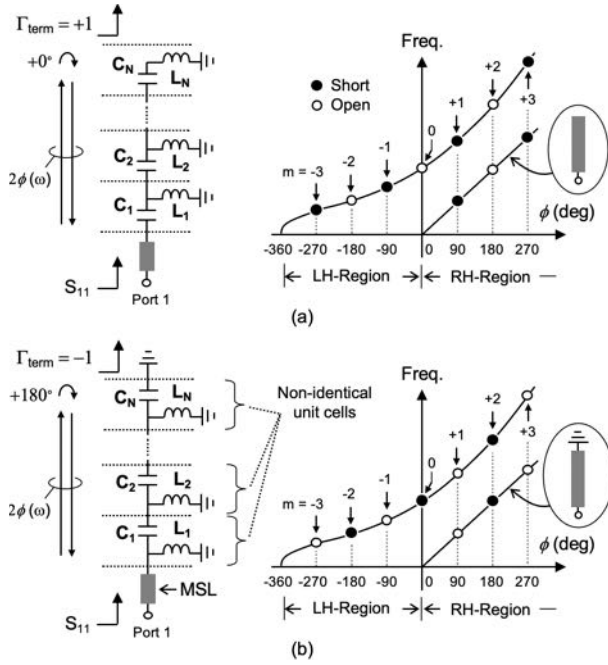 Γterm = +1
+0°
CN
LN
C2
L2
C1
L1
2ϕ(ω)
S11
Port 1
Freq.
● Short
○ Open
m = -3
-2
-1
0
+1
+2
+3
ϕ (deg)
-360 -270 -180 -90 0 90 180 270
LH-Region
RH-Region
(a)
Γterm = −1
+180°
CN
LN
C2
L2
C1
L1
2ϕ(ω)
Non-identical
unit cells
MSL
S11
Port 1
Freq.
m = -3
-2
-1
0
+1
+2
+3
ϕ (deg)
-360 -270 -180 -90 0 90 180 270
LH-Region
RH-Region
(b)